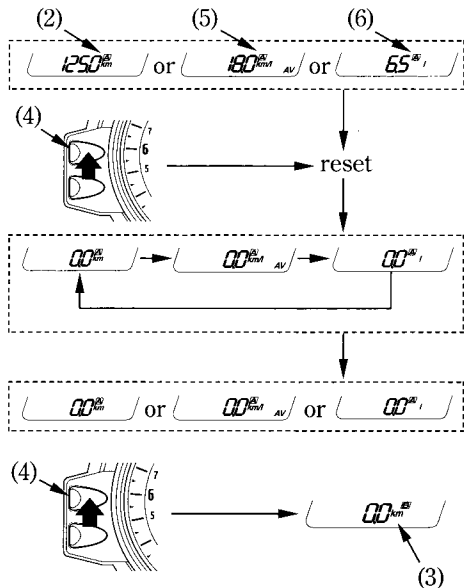 (2) (5) (6)
125.0 km or 18.0 km/l AV or 6.5 l
(4)
7
6
5
reset
0.0 km 0.0 km/l AV 0.0 l
0.0 km or 0.0 km/l AV or 0.0 l
(4)
7
6
5
0.0 km
(3)